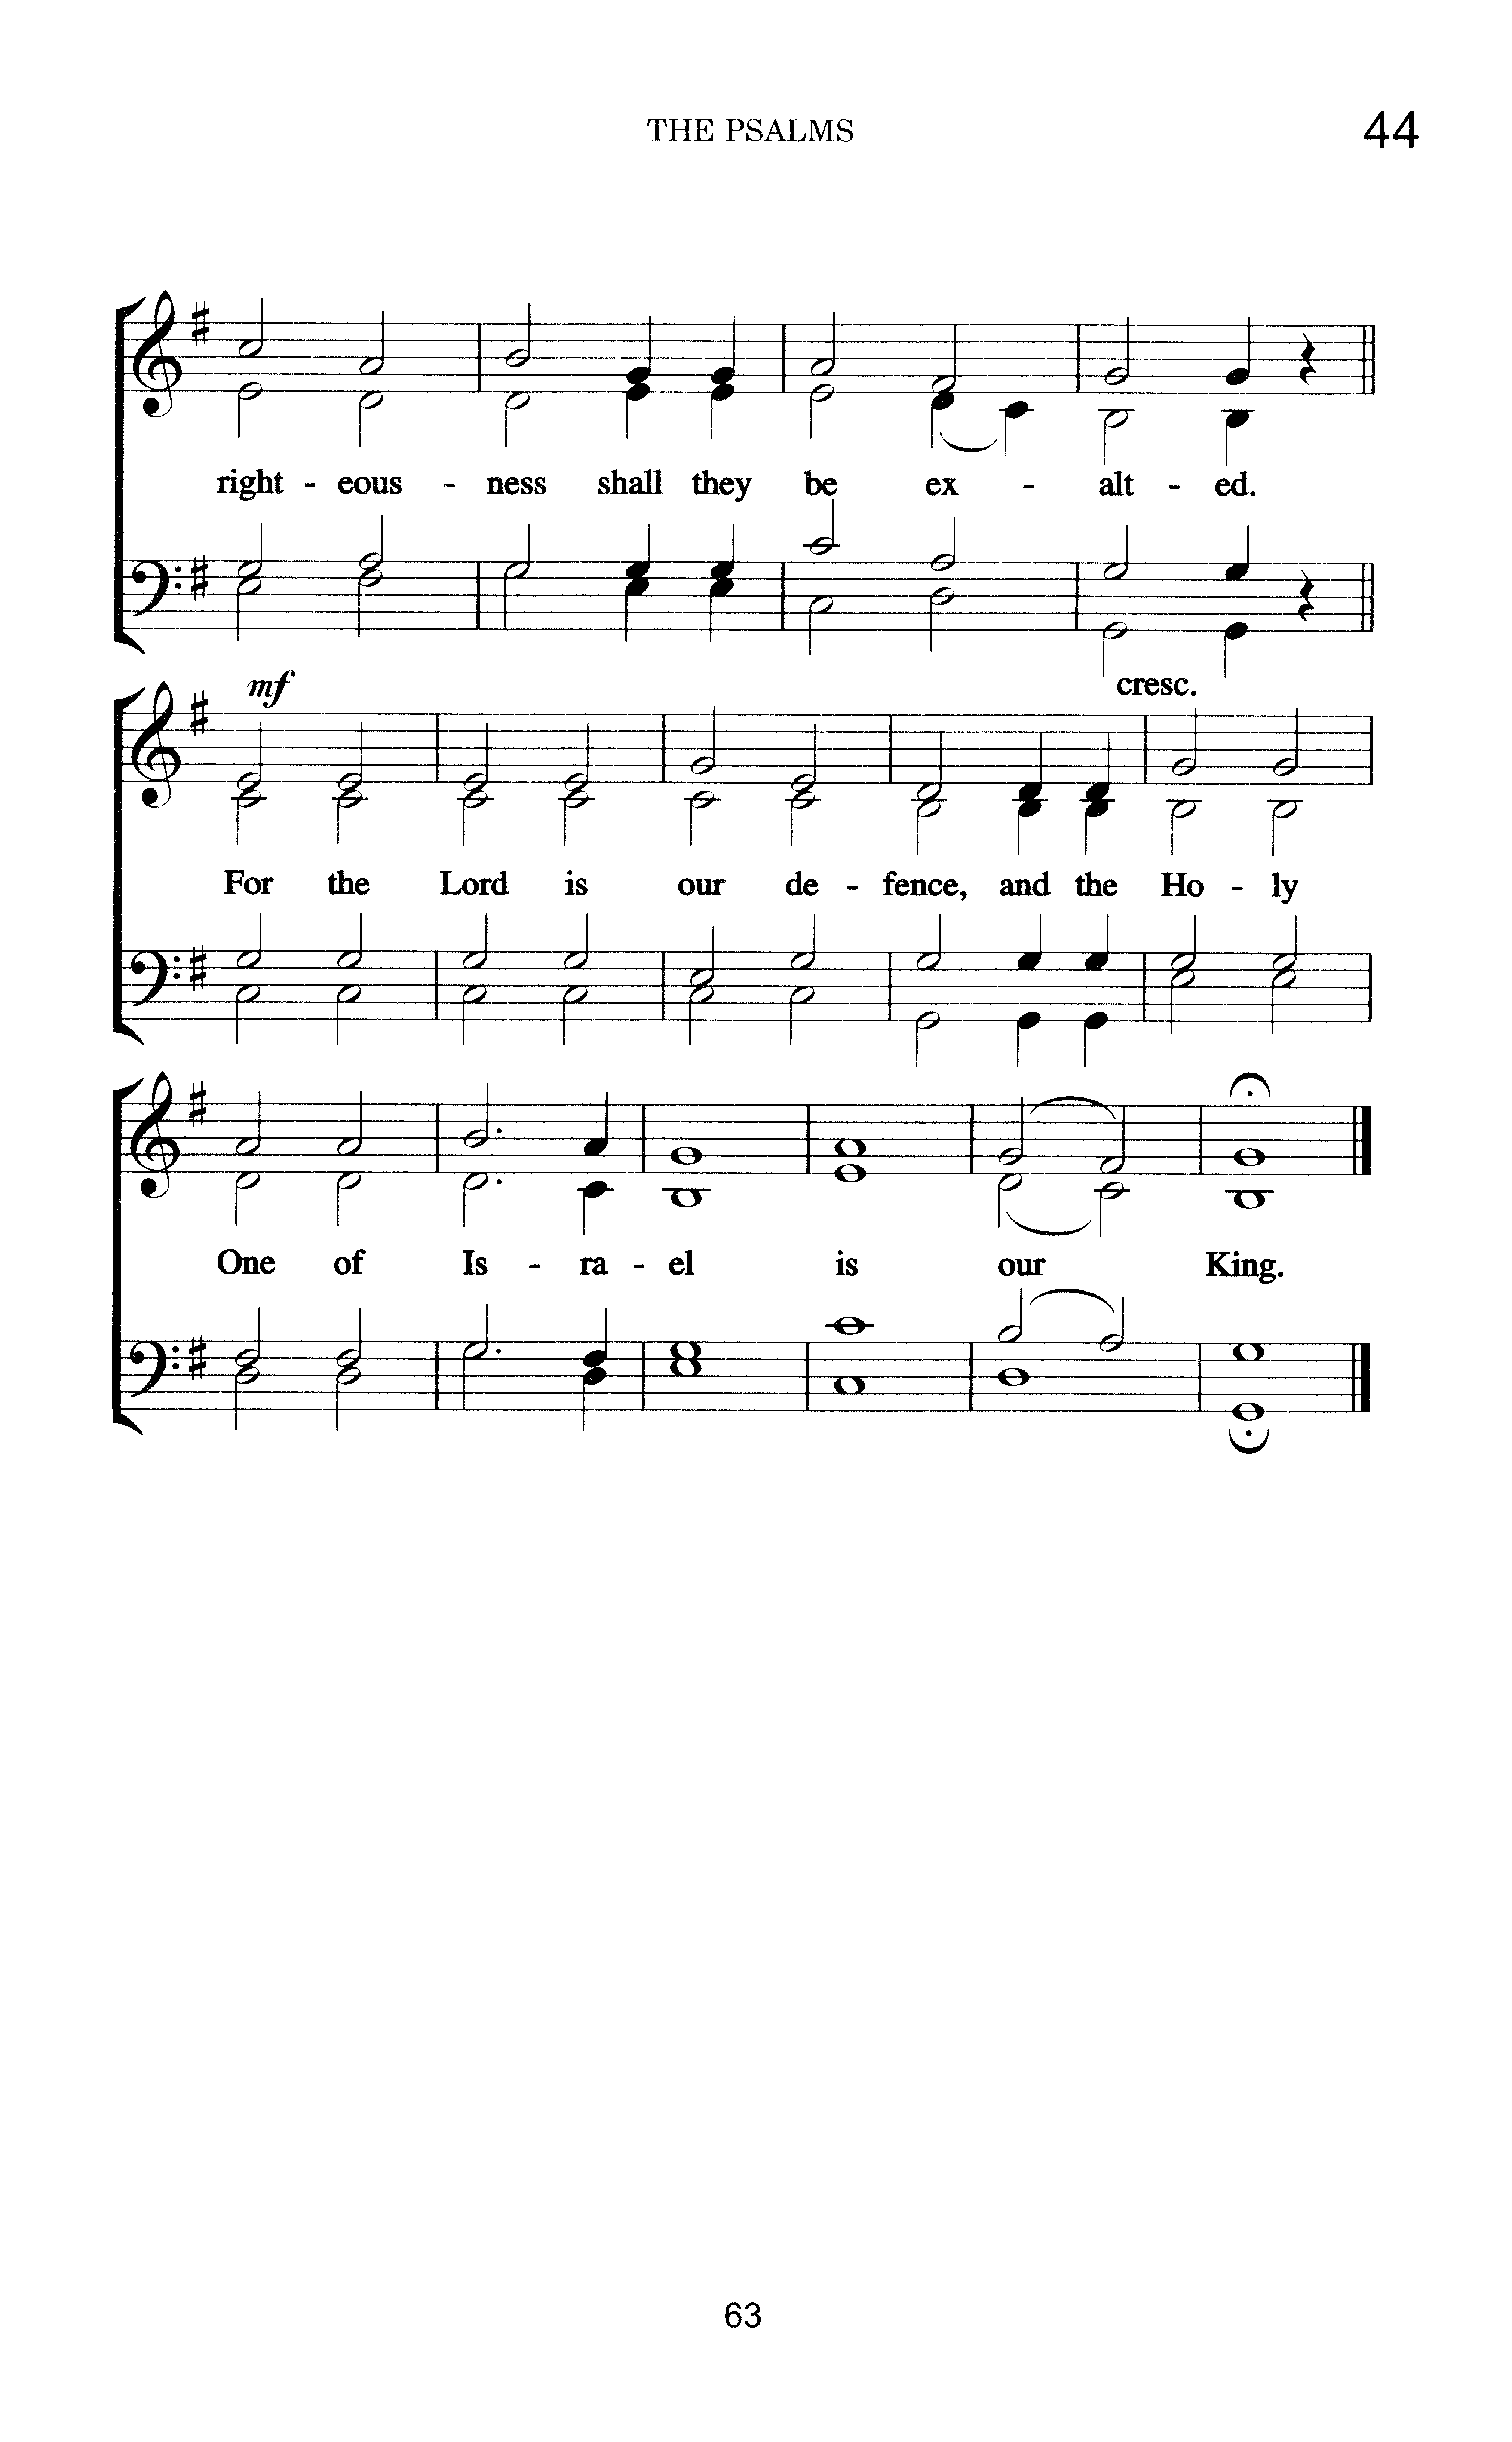 THE PSALMS 44
right - eous - ness shall they be ex - alt - ed.
mf cresc.
For the Lord is our de - fence, and the Ho - ly
One of Is - ra - el is our King.
63